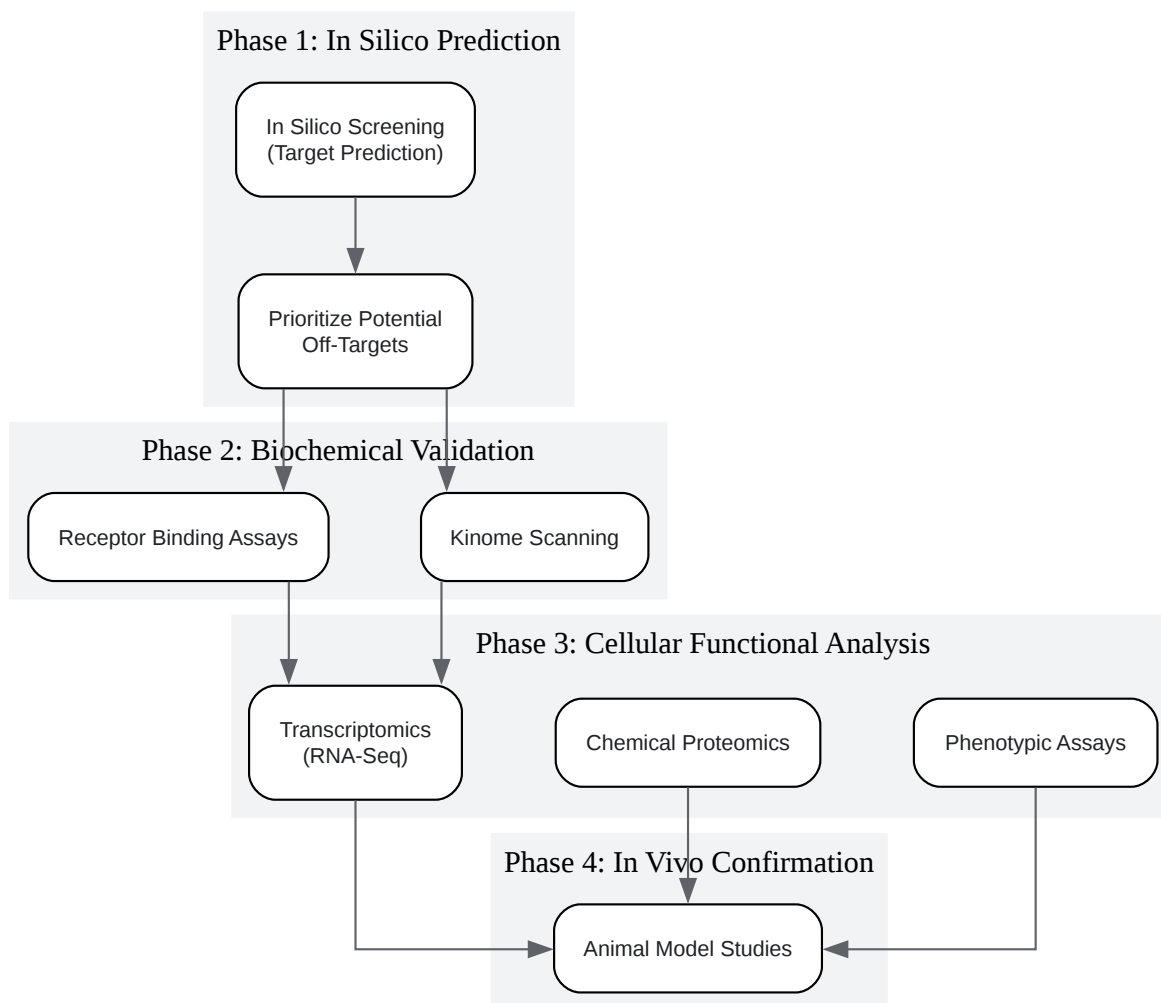 Phase 1: In Silico Prediction
In Silico Screening
(Target Prediction)
Prioritize Potential
Off-Targets
Phase 2: Biochemical Validation
Receptor Binding Assays
Kinome Scanning
Phase 3: Cellular Functional Analysis
Transcriptomics
(RNA-Seq)
Chemical Proteomics
Phenotypic Assays
Phase 4: In Vivo Confirmation
Animal Model Studies